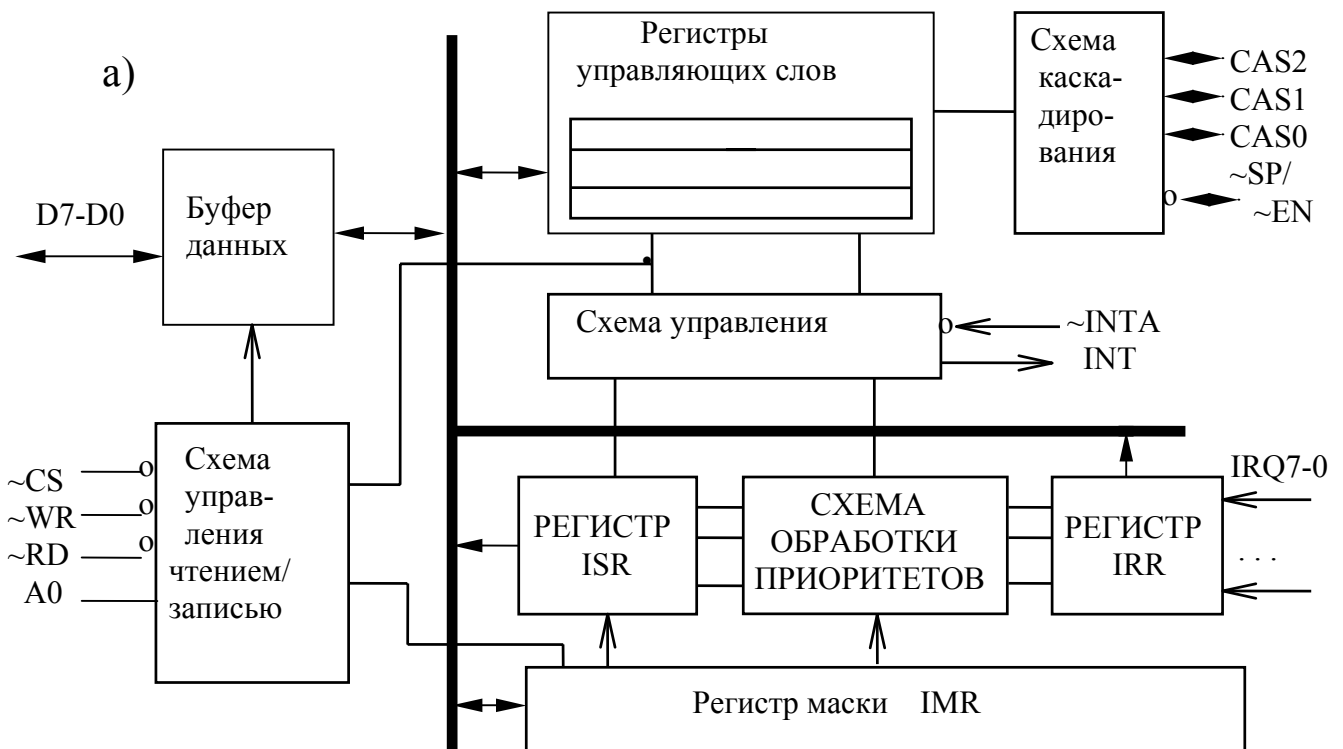 а)
Регистры
управляющих слов
Схема
каска-
дирo-
вания
CAS2
CAS1
CAS0
~SP/
~EN
D7-D0
Буфер
данных
Схема управления
~INTA
INT
~CS
~WR
~RD
A0
Схема
управ-
ления
чтением/
записью
РЕГИСТР
ISR
СХЕМА
ОБРАБОТКИ
ПРИОРИТЕТОВ
РЕГИСТР
IRR
IRQ7-0
. . .
Регистр маски IMR